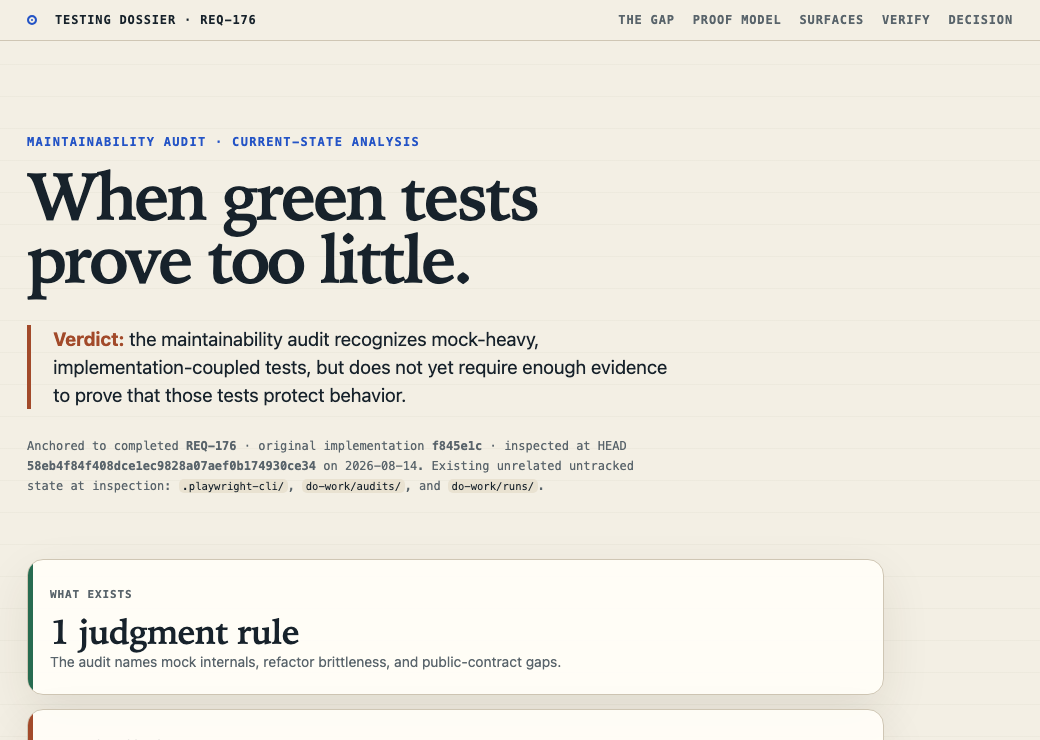 TESTING DOSSIER · REQ-176
THE GAP PROOF MODEL SURFACES VERIFY DECISION
MAINTAINABILITY AUDIT · CURRENT-STATE ANALYSIS
When green tests
prove too little.
Verdict: the maintainability audit recognizes mock-heavy,
implementation-coupled tests, but does not yet require enough evidence
to prove that those tests protect behavior.
Anchored to completed REQ-176 · original implementation f845e1c · inspected at HEAD
58eb4f84f408dce1ec9828a07aef0b174930ce34 on 2026-08-14. Existing unrelated untracked
state at inspection: .playwright-cli/, do-work/audits/, and do-work/runs/.
WHAT EXISTS
1 judgment rule
The audit names mock internals, refactor brittleness, and public-contract gaps.